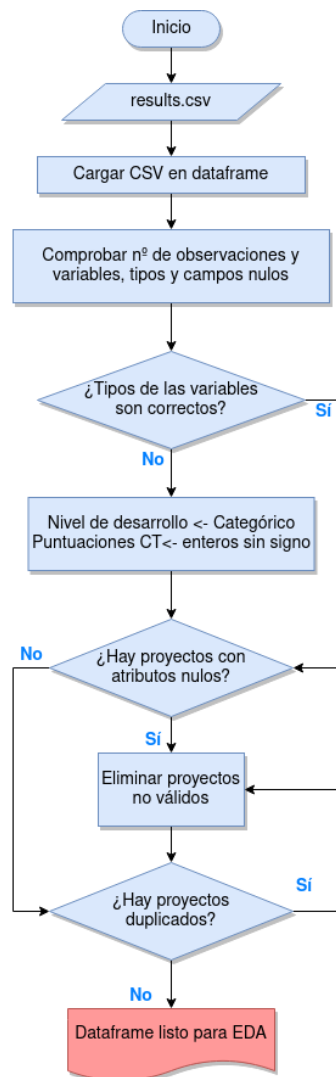 Inicio
results.csv
Cargar CSV en dataframe
Comprobar nº de observaciones y
variables, tipos y campos nulos
¿Tipos de las variables
son correctos?
Sí
No
Nivel de desarrollo <- Categórico
Puntuaciones CT<- enteros sin signo
No
¿Hay proyectos con
atributos nulos?
Sí
Eliminar proyectos
no válidos
¿Hay proyectos
duplicados?
Sí
No
Dataframe listo para EDA